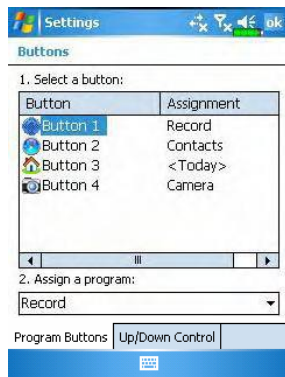 Settings ok
Buttons
1. Select a button:
Button Assignment
Button 1 Record
Button 2 Contacts
Button 3 <Today>
Button 4 Camera
2. Assign a program:
Record
Program Buttons Up/Down Control